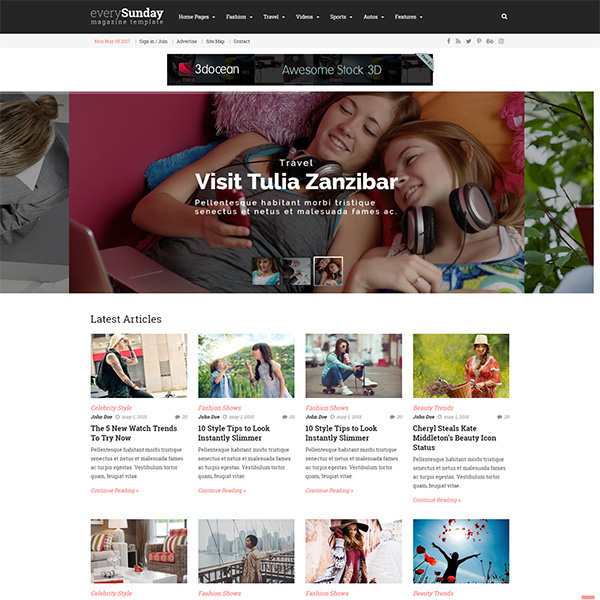 everySunday
magazine template
Home Pages Fashion Travel Videos Sports Autos Features
Mon May 08 2017 Sign in / Join Advertise Site Map Contact
3docean Awesome Stock 3D
Travel
Visit Tulia Zanzibar
Pellentesque habitant morbi tristique
senectus et netus et malesuada fames ac.
Latest Articles
Celebrity Style
John Doe may 1, 2015 20
The 5 New Watch Trends
To Try Now
Pellentesque habitant morbi tristique
senectus et netus et malesuada fames
ac turpis egestas. Vestibulum tortor
quam, feugiat vitae.
Continue Reading »
Fashion Shows
John Doe may 1, 2015 20
10 Style Tips to Look
Instantly Slimmer
Pellentesque habitant morbi tristique
senectus et netus et malesuada fames
ac turpis egestas. Vestibulum tortor
quam, feugiat vitae.
Continue Reading »
Fashion Shows
John Doe may 1, 2015 20
10 Style Tips to Look
Instantly Slimmer
Pellentesque habitant morbi tristique
senectus et netus et malesuada fames
ac turpis egestas. Vestibulum tortor
quam, feugiat vitae.
Continue Reading »
Beauty Trends
John Doe may 1, 2015 20
Cheryl Steals Kate
Middleton's Beauty Icon
Status
Pellentesque habitant morbi tristique
senectus et netus et malesuada fames
ac turpis egestas. Vestibulum tortor
quam, feugiat vitae.
Continue Reading »
Celebrity Style
Fashion Shows
Fashion Shows
Beauty Trends